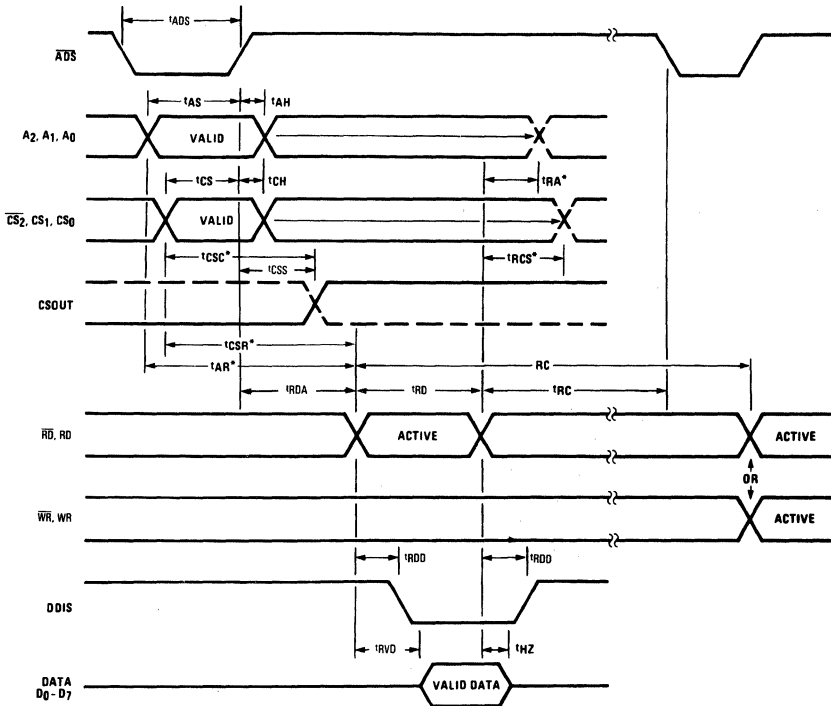 tADS
ADS
tAS tAH
A2, A1, A0 VALID
tCS tCH tRA*
CS2, CS1, CS0 VALID
tCSC* tRCS*
tCSS
CSOUT
tCSR*
tAR* RC
tRDA tRD tRC
RD, RD ACTIVE ACTIVE
OR
WR, WR ACTIVE
tRDD tRDD
DDIS
tRVD tHZ
DATA VALID DATA
D0-D7